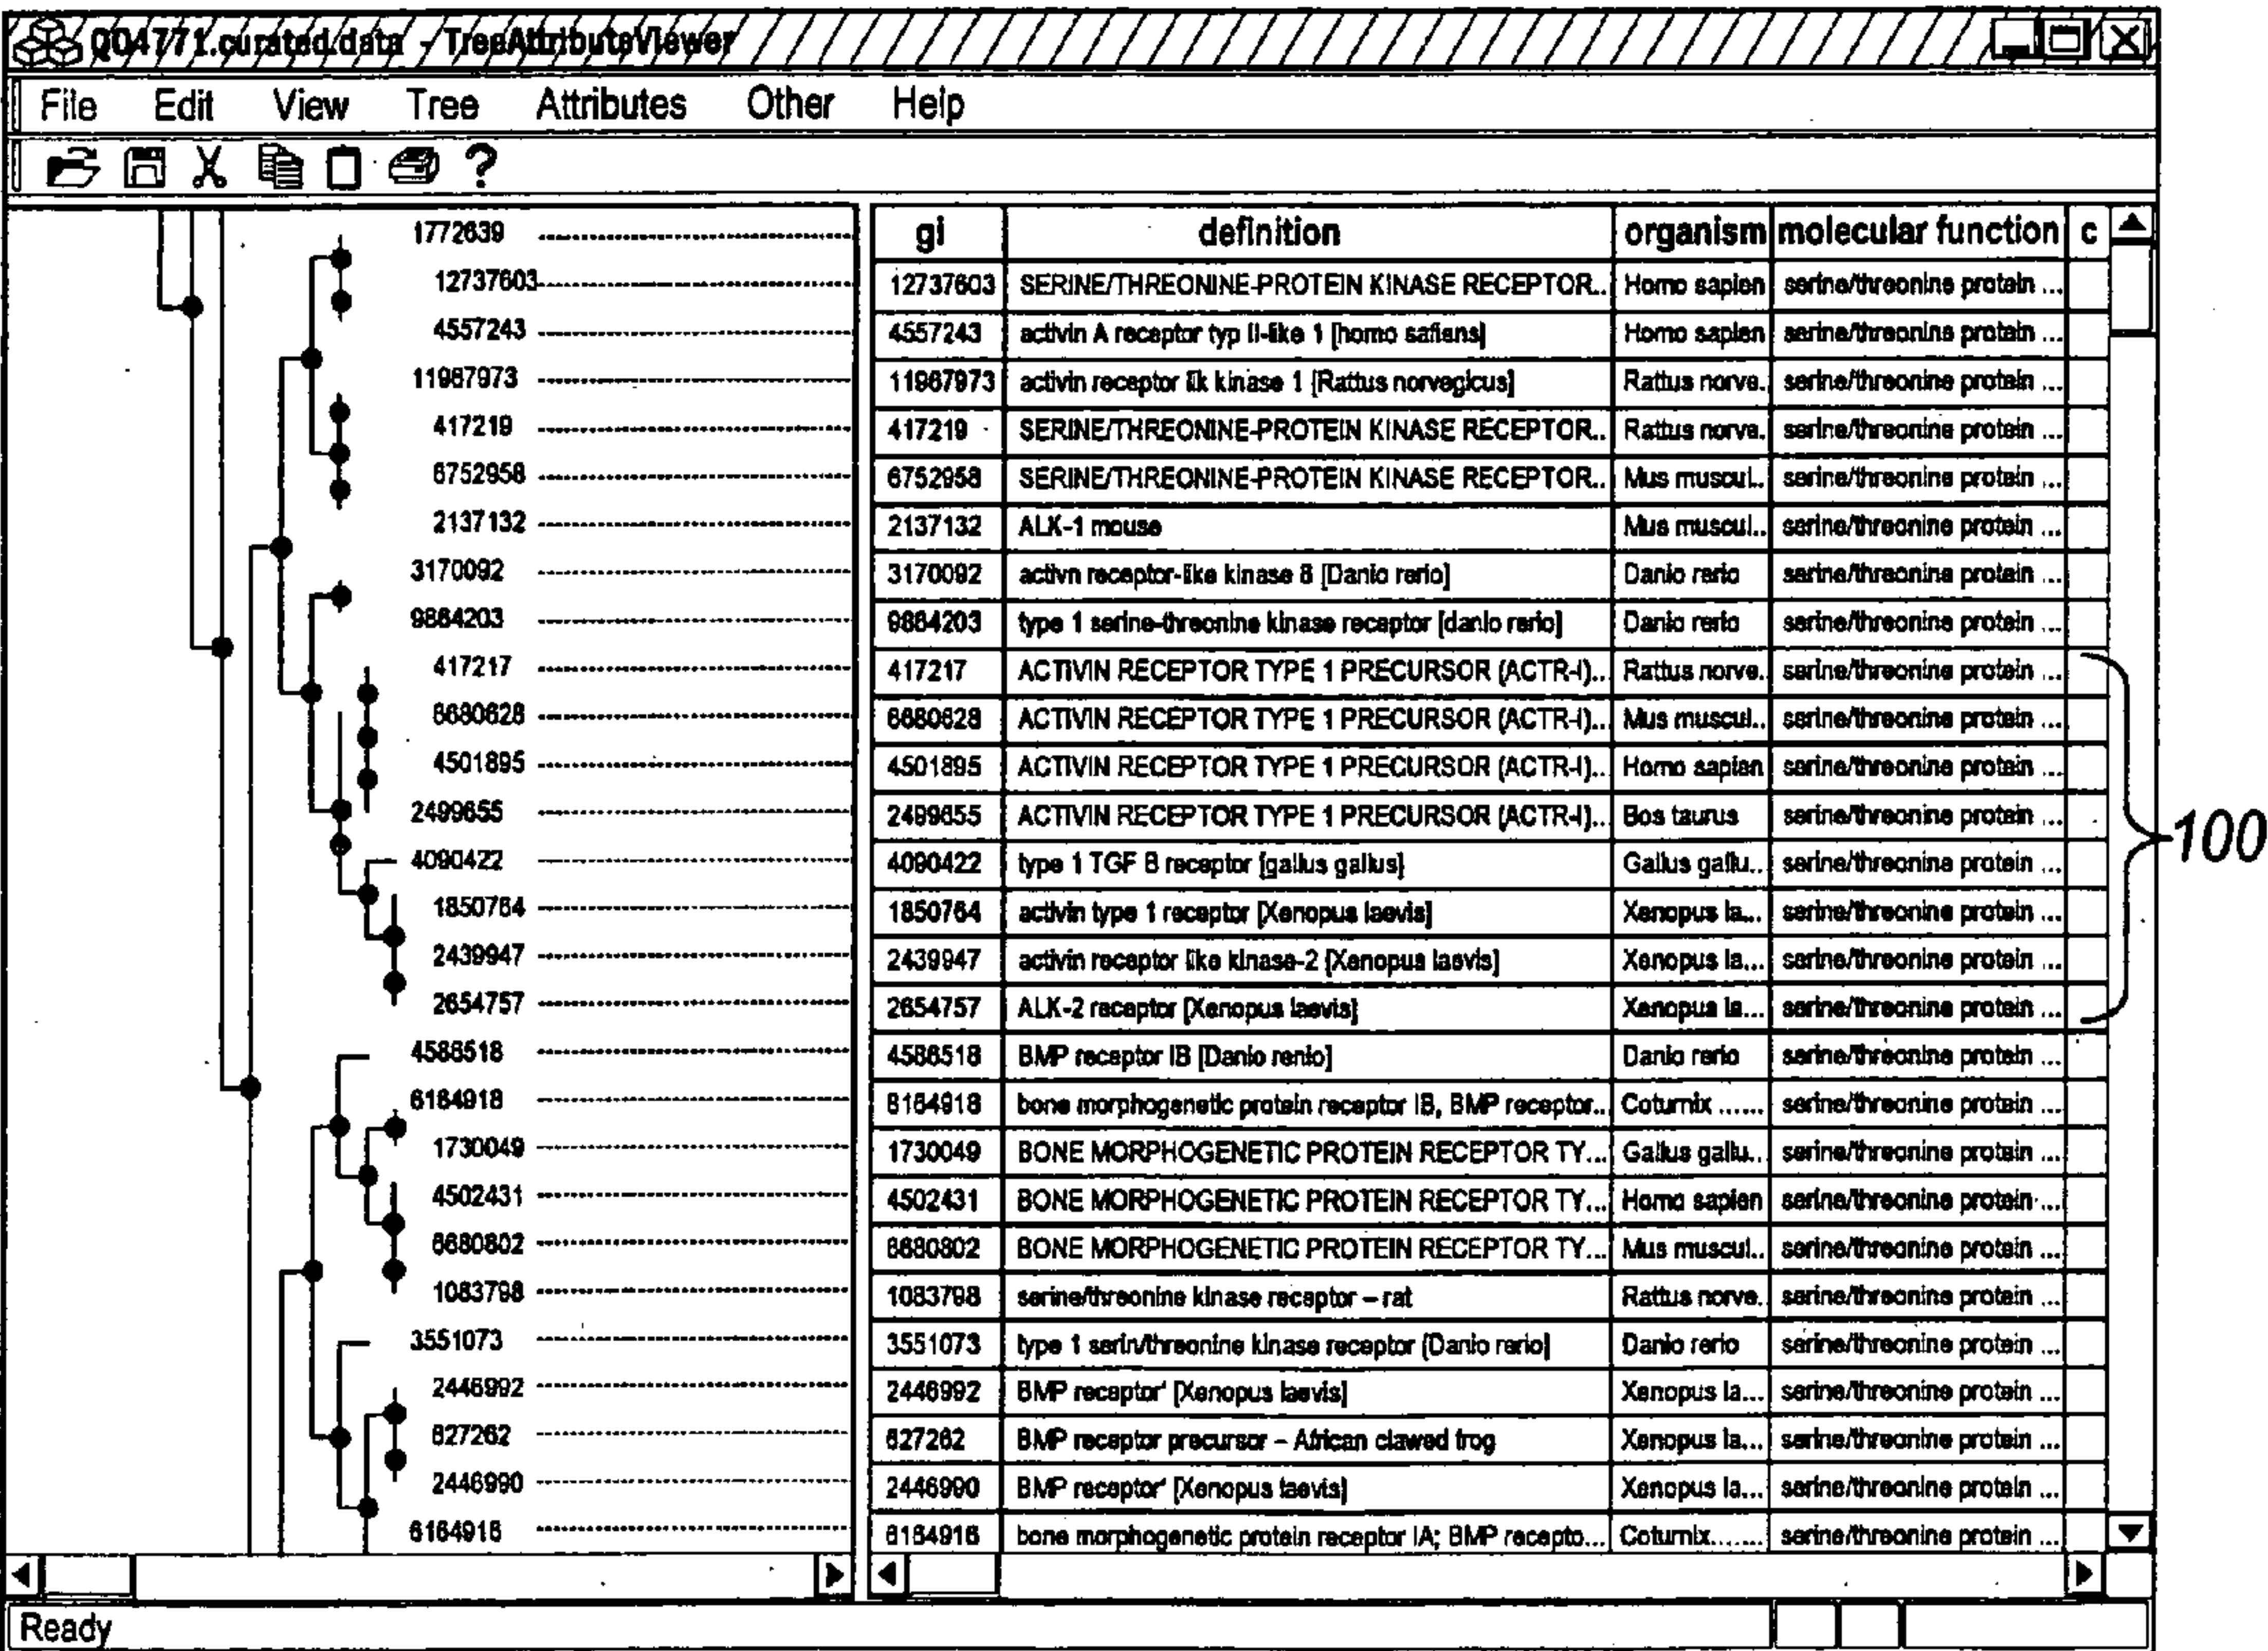 Q04771.curated.data - TreeAttributeViewer
File Edit View Tree Attributes Other Help
?
1772639
12737603
4557243
11967973
417219
6752958
2137132
3170092
9864203
417217
6680628
4501895
2499655
4090422
1850764
2439947
2654757
4586518
6164918
1730049
4502431
6680802
1083798
3551073
2446992
627262
2446990
6164916
gi definition organism molecular function c
12737603 SERINE/THREONINE-PROTEIN KINASE RECEPTOR.. Homo sapien serine/threonine protein ...
4557243 activin A receptor typ II-like 1 [homo safians] Homo sapien serine/threonine protein ...
11967973 activin receptor lik kinase 1 [Rattus norvegicus] Rattus norve. serine/threonine protein ...
417219 SERINE/THREONINE-PROTEIN KINASE RECEPTOR.. Rattus norve. serine/threonine protein ...
6752958 SERINE/THREONINE-PROTEIN KINASE RECEPTOR.. Mus muscul.. serine/threonine protein ...
2137132 ALK-1 mouse Mus muscul.. serine/threonine protein ...
3170092 activn receptor-like kinase 8 [Danio rerio] Danio rerio serine/threonine protein ...
9864203 type 1 serine-threonine kinase receptor [danio rerio] Danio rerio serine/threonine protein ...
417217 ACTIVIN RECEPTOR TYPE 1 PRECURSOR (ACTR-I)... Rattus norve. serine/threonine protein ...
6680628 ACTIVIN RECEPTOR TYPE 1 PRECURSOR (ACTR-I)... Mus muscul.. serine/threonine protein ...
4501895 ACTIVIN RECEPTOR TYPE 1 PRECURSOR (ACTR-I)... Homo sapien serine/threonine protein ...
2499655 ACTIVIN RECEPTOR TYPE 1 PRECURSOR (ACTR-I)... Bos taurus serine/threonine protein ...
4090422 type 1 TGF B receptor [gallus gallus] Gallus gallu.. serine/threonine protein ...
1850764 activin type 1 receptor [Xenopus laevis] Xenopus la... serine/threonine protein ...
2439947 activin receptor like kinase-2 [Xenopus laevis] Xenopus la... serine/threonine protein ...
2654757 ALK-2 receptor [Xenopus laevis] Xenopus la... serine/threonine protein ...
4586518 BMP receptor IB [Danio renio] Danio rerio serine/threonine protein ...
6164918 bone morphogenetic protein receptor IB, BMP receptor.. Coturnix ...... serine/threonine protein ...
1730049 BONE MORPHOGENETIC PROTEIN RECEPTOR TY... Gallus gallu.. serine/threonine protein ...
4502431 BONE MORPHOGENETIC PROTEIN RECEPTOR TY... Homo sapien serine/threonine protein ...
6680802 BONE MORPHOGENETIC PROTEIN RECEPTOR TY... Mus muscul.. serine/threonine protein ...
1083798 serine/threonine kinase receptor – rat Rattus norve. serine/threonine protein ...
3551073 type 1 serin/threonine kinase receptor [Danio rerio] Danio rerio serine/threonine protein ...
2446992 BMP receptor' [Xenopus laevis] Xenopus la... serine/threonine protein ...
627262 BMP receptor precursor – African clawed frog Xenopus la... serine/threonine protein ...
2446990 BMP receptor' [Xenopus laevis] Xenopus la... serine/threonine protein ...
6164916 bone morphogenetic protein receptor IA; BMP recepto... Coturnix....... serine/threonine protein ...
100
Ready